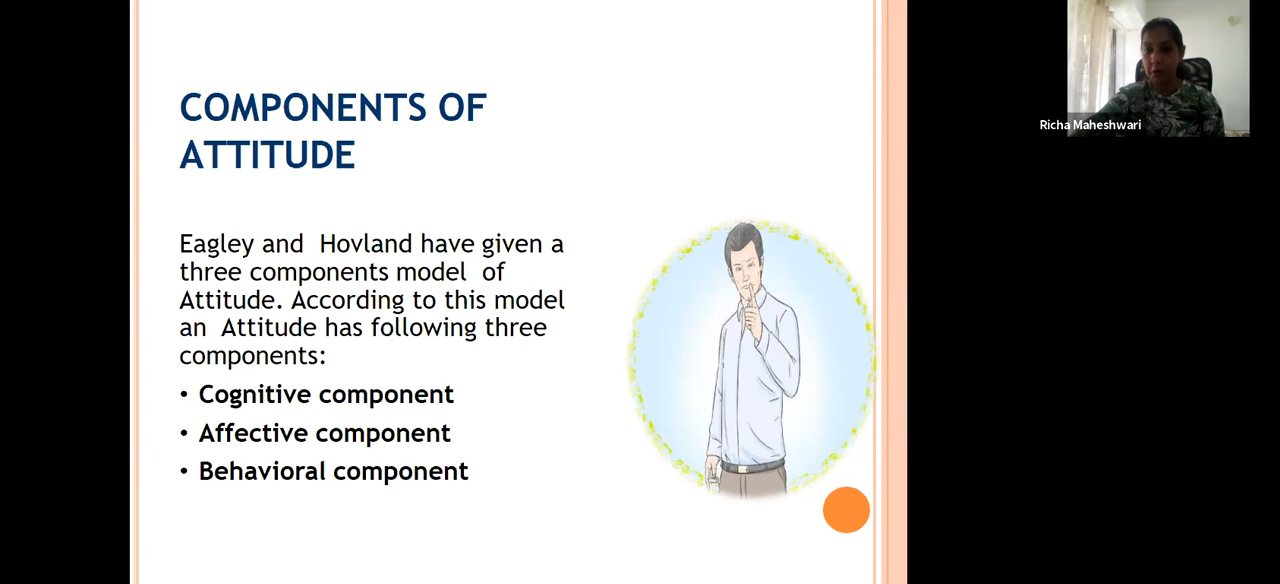 COMPONENTS OF
ATTITUDE
Eagley and  Hovland have given a
three components model  of
Attitude. According to this model
an  Attitude has following three
components:
• Cognitive component
• Affective component
• Behavioral component
Richa Maheshwari